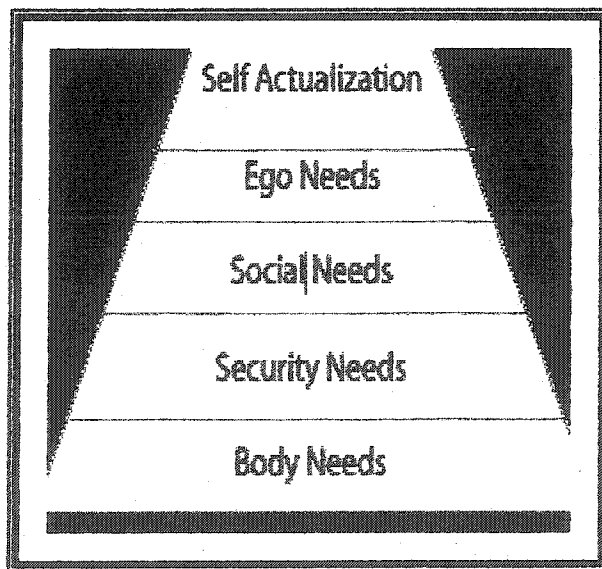 Self Actualization
Ego Needs
Social Needs
Security Needs
Body Needs